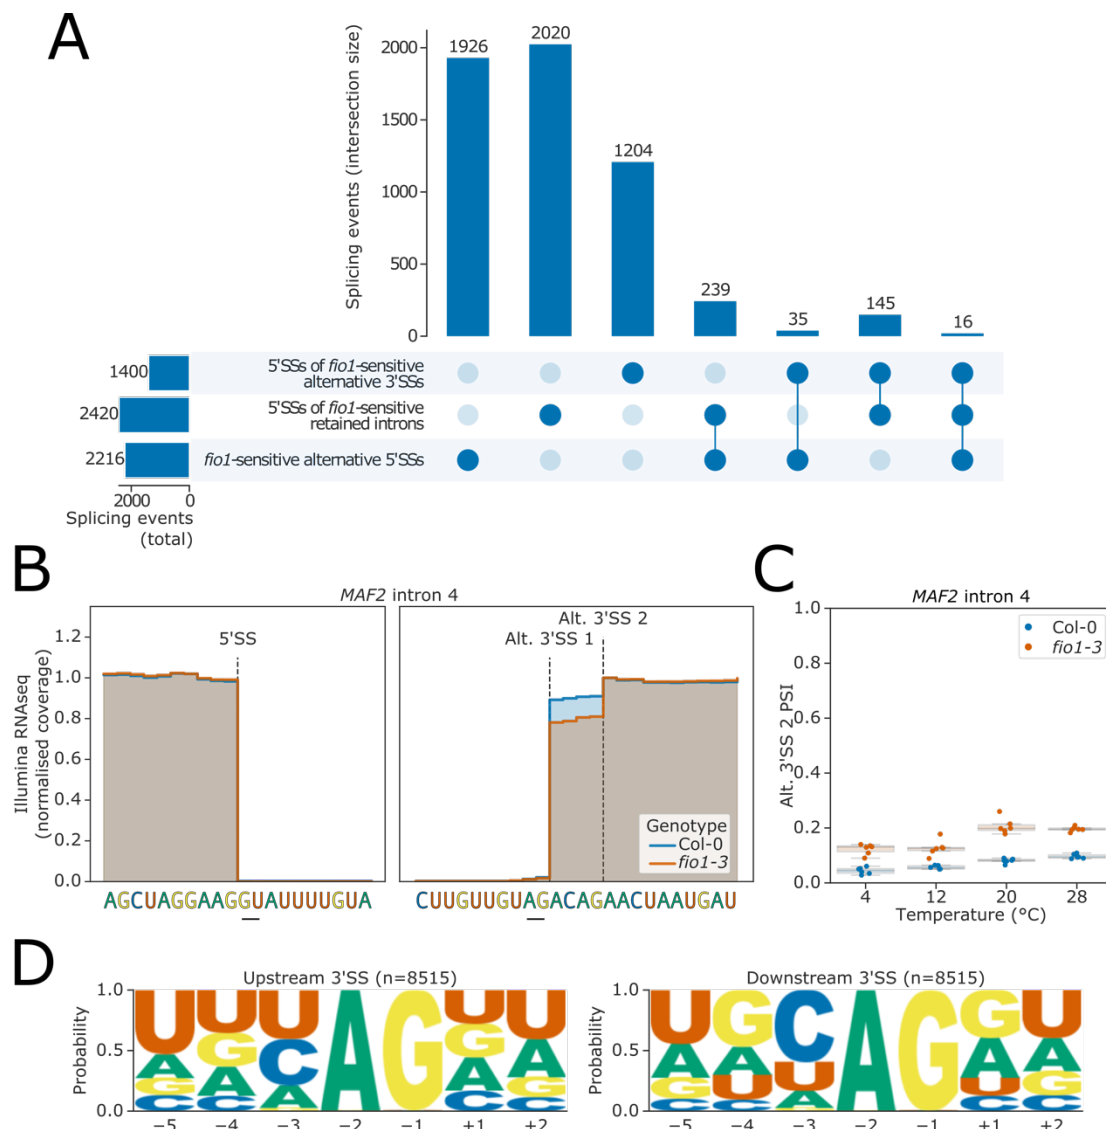 A
Splicing events (intersection size)
2000
1500
1000
500
0
1926
2020
1204
239
35
145
16
1400
5'SSs of fio1-sensitive
alternative 3'SSs
2420
5'SSs of fio1-sensitive
retained introns
2216
fio1-sensitive alternative 5'SSs
2000 0
Splicing events
(total)
B
MAF2 intron 4
Illumina RNAseq
(normalised coverage)
1.2
1.0
0.8
0.6
0.4
0.2
0.0
5'SS
Alt. 3'SS 1
Alt. 3'SS 2
Genotype
Col-0
fio1-3
AGCUAGGAAGGUAUUUUGUA
CUUGUUGUAGACAGAACUAAUGAU
C
MAF2 intron 4
Alt. 3'SS 2 PSI
1.0
0.8
0.6
0.4
0.2
0.0
Col-0
fio1-3
4 12 20 28
Temperature (°C)
D
Upstream 3'SS (n=8515)
Probability
1.0
0.5
0.0
U U U A G U U
A G C G A
G A A A G
C C C C
−5 −4 −3 −2 −1 +1 +2
Downstream 3'SS (n=8515)
Probability
1.0
0.5
0.0
U G C A G G U
A A U A A
G U A U G
C C C C
−5 −4 −3 −2 −1 +1 +2